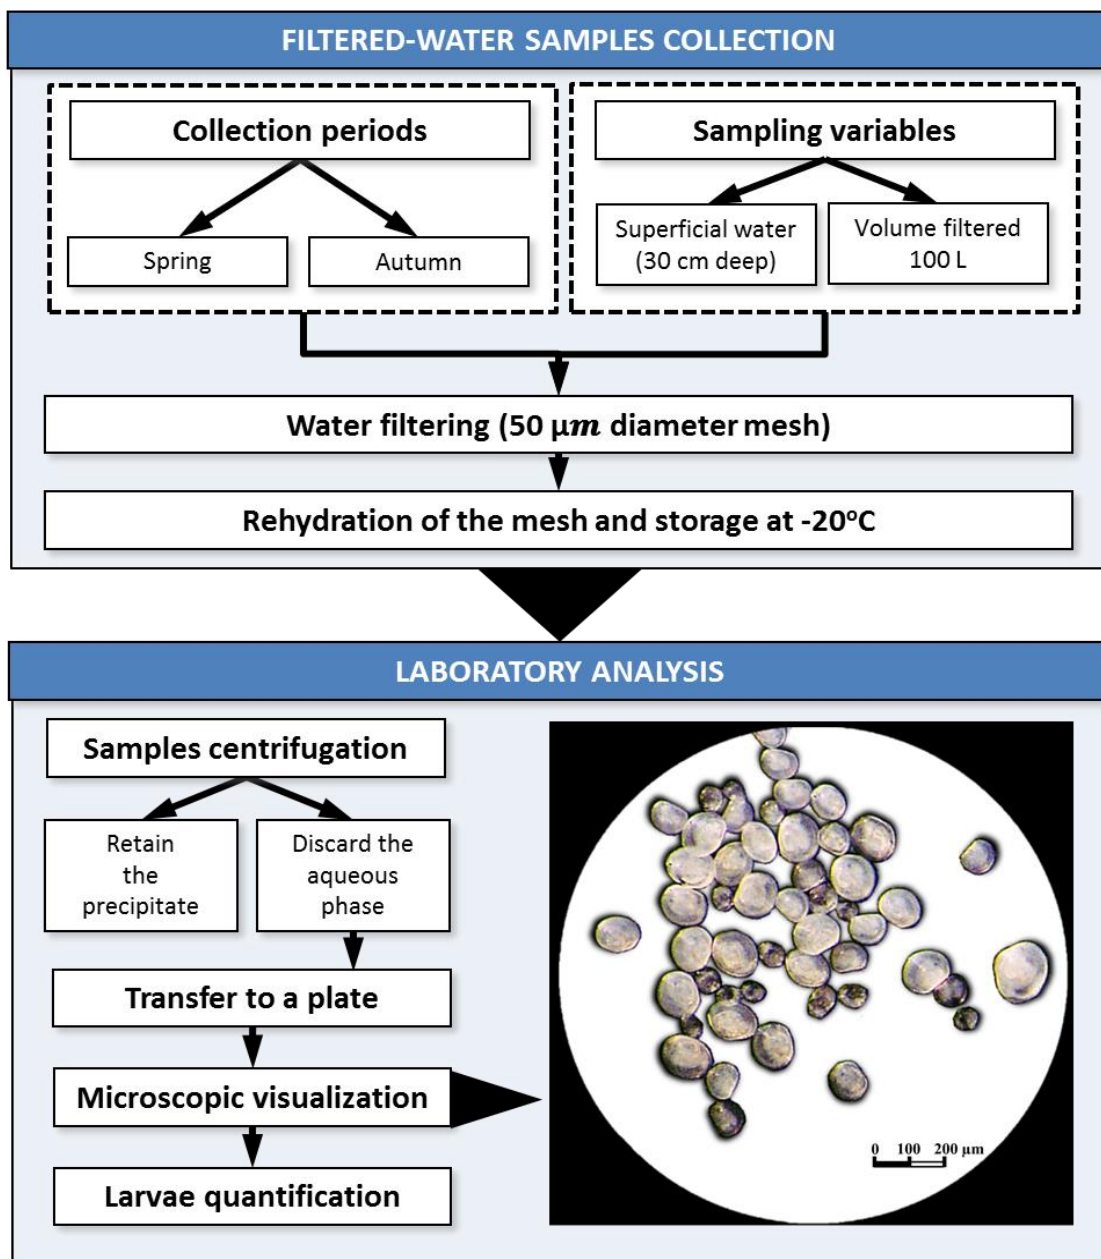 FILTERED-WATER SAMPLES COLLECTION
Collection periods
Spring
Autumn
Sampling variables
Superficial water
(30 cm deep)
Volume filtered
100 L
Water filtering (50 μm diameter mesh)
Rehydration of the mesh and storage at -20ºC
LABORATORY ANALYSIS
Samples centrifugation
Retain
the
precipitate
Discard the
aqueous
phase
Transfer to a plate
Microscopic visualization
Larvae quantification
0 100 200 μm